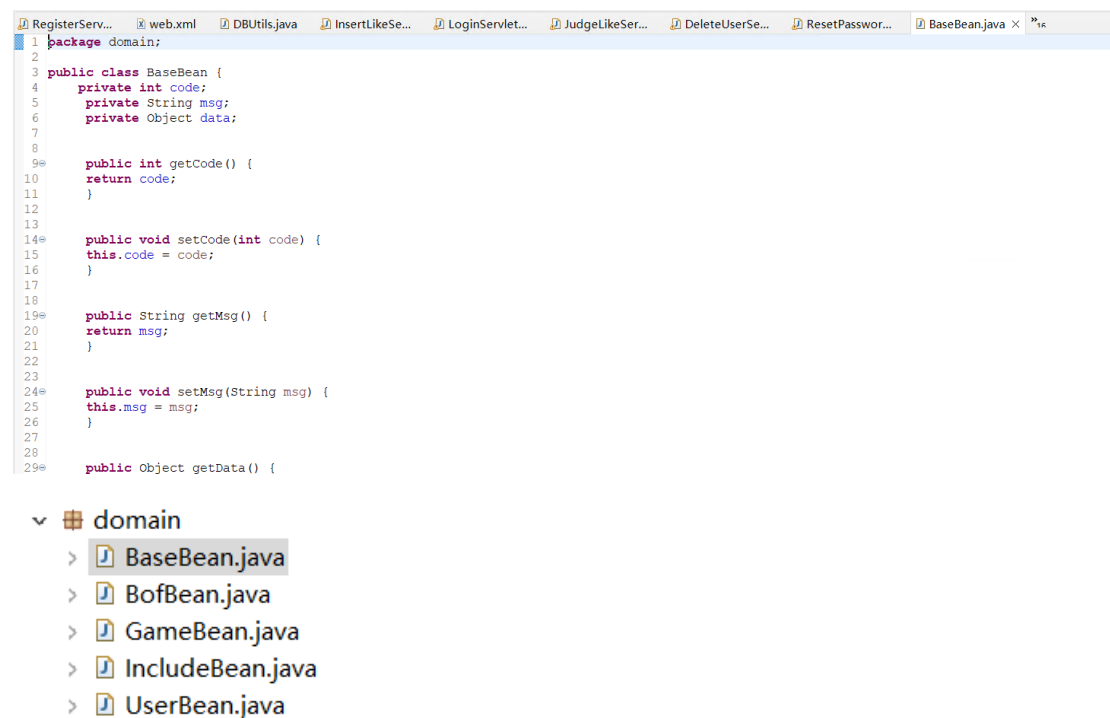 RegisterServ... web.xml DBUtils.java InsertLikeSe... LoginServlet... JudgeLikeSer... DeleteUserSe... ResetPasswor... BaseBean.java × »16
1 package domain;
2
3 public class BaseBean {
4 private int code;
5 private String msg;
6 private Object data;
7
8
9 public int getCode() {
10 return code;
11 }
12
13
14 public void setCode(int code) {
15 this.code = code;
16 }
17
18
19 public String getMsg() {
20 return msg;
21 }
22
23
24 public void setMsg(String msg) {
25 this.msg = msg;
26 }
27
28
29 public Object getData() {
domain
BaseBean.java
BofBean.java
GameBean.java
IncludeBean.java
UserBean.java